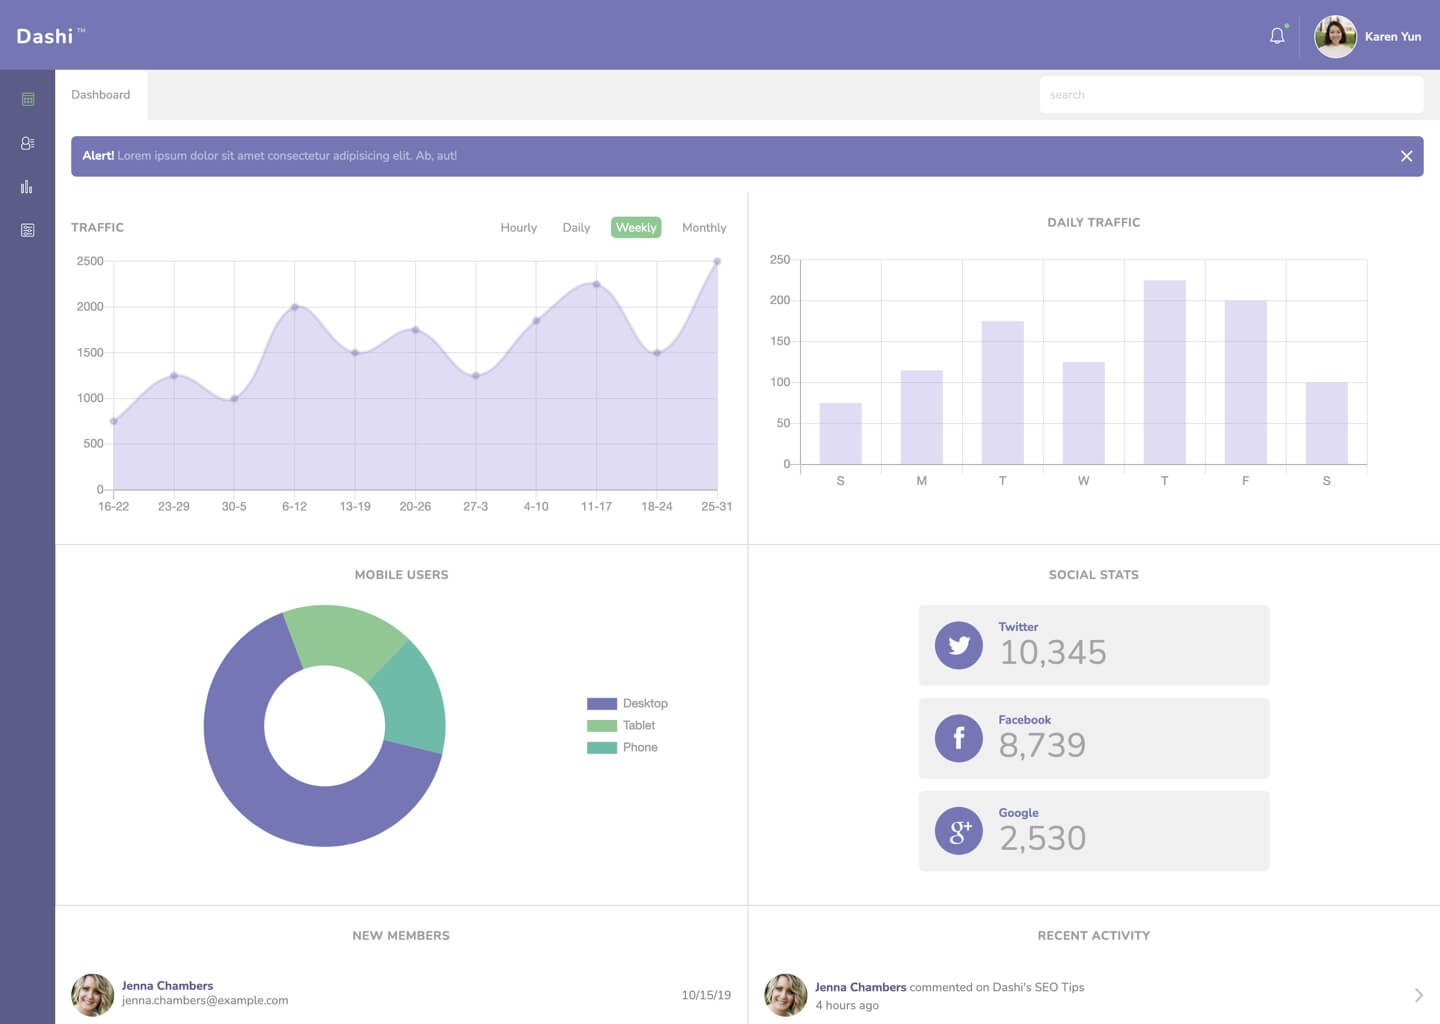 Dashi™
Karen Yun
Dashboard
search
Alert! Lorem ipsum dolor sit amet consectetur adipisicing elit. Ab, aut!
TRAFFIC
Hourly Daily Weekly Monthly
2500
2000
1500
1000
500
0
16-22 23-29 30-5 6-12 13-19 20-26 27-3 4-10 11-17 18-24 25-31
DAILY TRAFFIC
250
200
150
100
50
0
S M T W T F S
MOBILE USERS
Desktop
Tablet
Phone
SOCIAL STATS
Twitter
10,345
Facebook
8,739
Google
2,530
NEW MEMBERS
Jenna Chambers
jenna.chambers@example.com
10/15/19
RECENT ACTIVITY
Jenna Chambers commented on Dashi's SEO Tips
4 hours ago